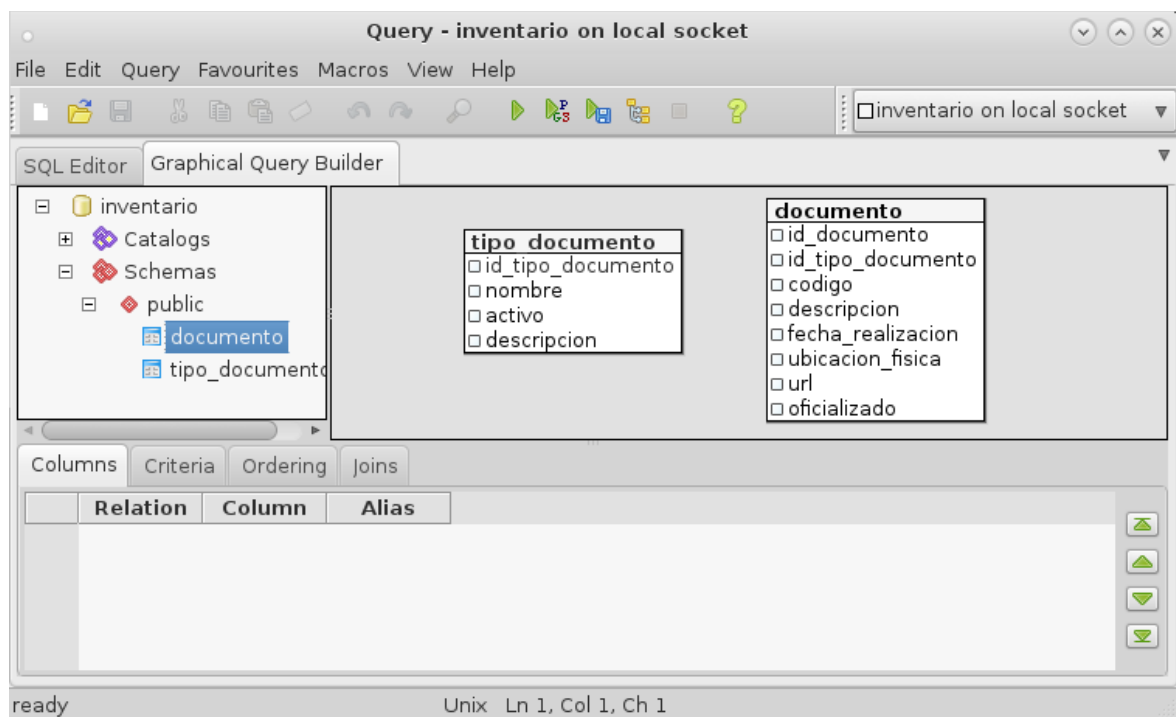 Query - inventario on local socket
File Edit Query Favourites Macros View Help
PGS
inventario on local socket
SQL Editor Graphical Query Builder
inventario
Catalogs
Schemas
public
documento
tipo_documento
tipo_documento
id_tipo_documento
nombre
activo
descripcion
documento
id_documento
id_tipo_documento
codigo
descripcion
fecha_realizacion
ubicacion_fisica
url
oficializado
Columns Criteria Ordering Joins
Relation Column Alias
ready Unix Ln 1, Col 1, Ch 1